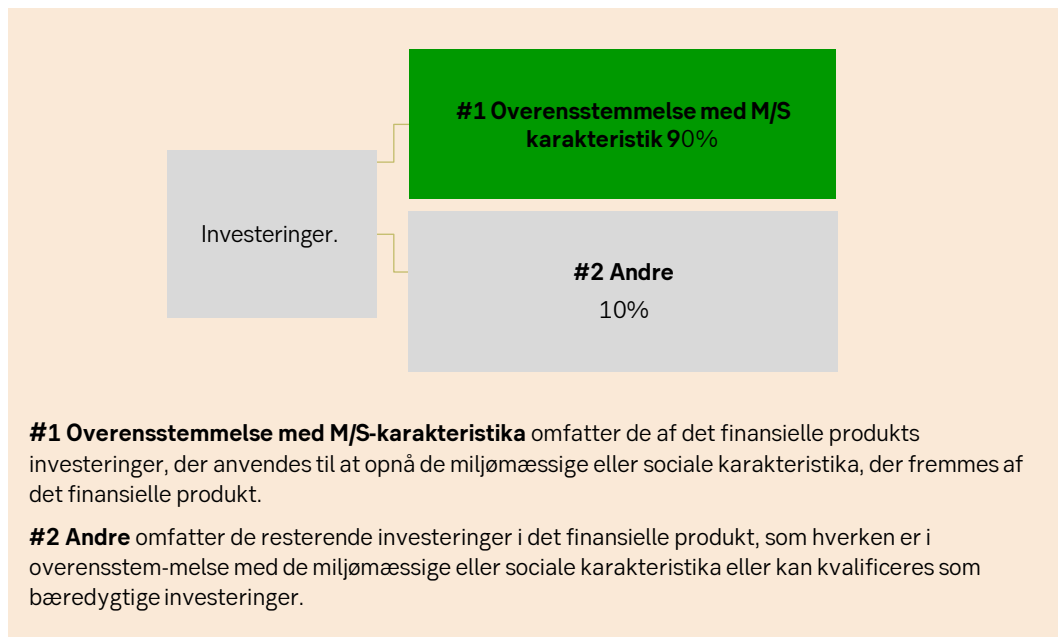 #1 Overensstemmelse med M/S
karakteristik 90%
Investeringer.
#2 Andre
10%
#1 Overensstemmelse med M/S-karakteristika omfatter de af det finansielle produkts
investeringer, der anvendes til at opnå de miljømæssige eller sociale karakteristika, der fremmes af
det finansielle produkt.
#2 Andre omfatter de resterende investeringer i det finansielle produkt, som hverken er i
overensstem-melse med de miljømæssige eller sociale karakteristika eller kan kvalificeres som
bæredygtige investeringer.